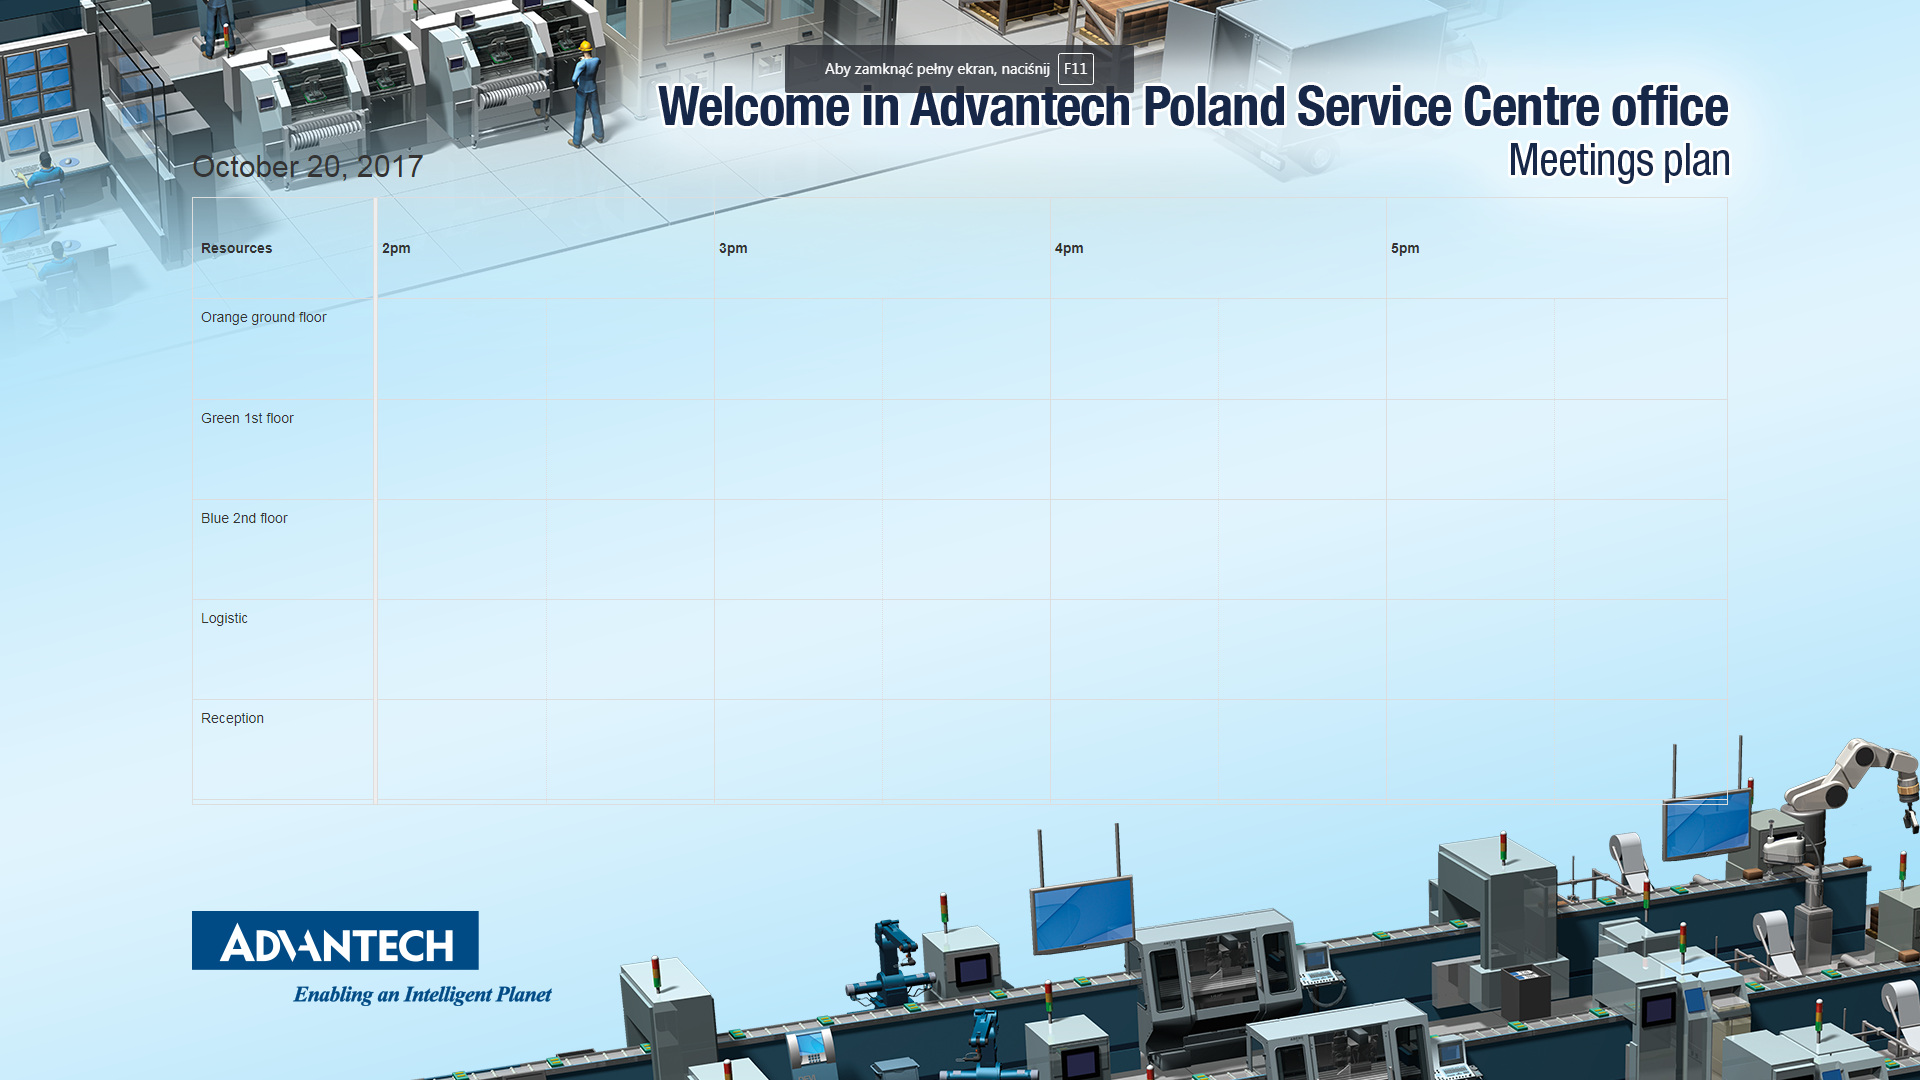 Aby zamknąć pełny ekran, naciśnij F11
Welcome in Advantech Poland Service Centre office
October 20, 2017
Meetings plan
Resources 2pm 3pm 4pm 5pm
Orange ground floor
Green 1st floor
Blue 2nd floor
Logistic
Reception
ADVANTECH
Enabling an Intelligent Planet